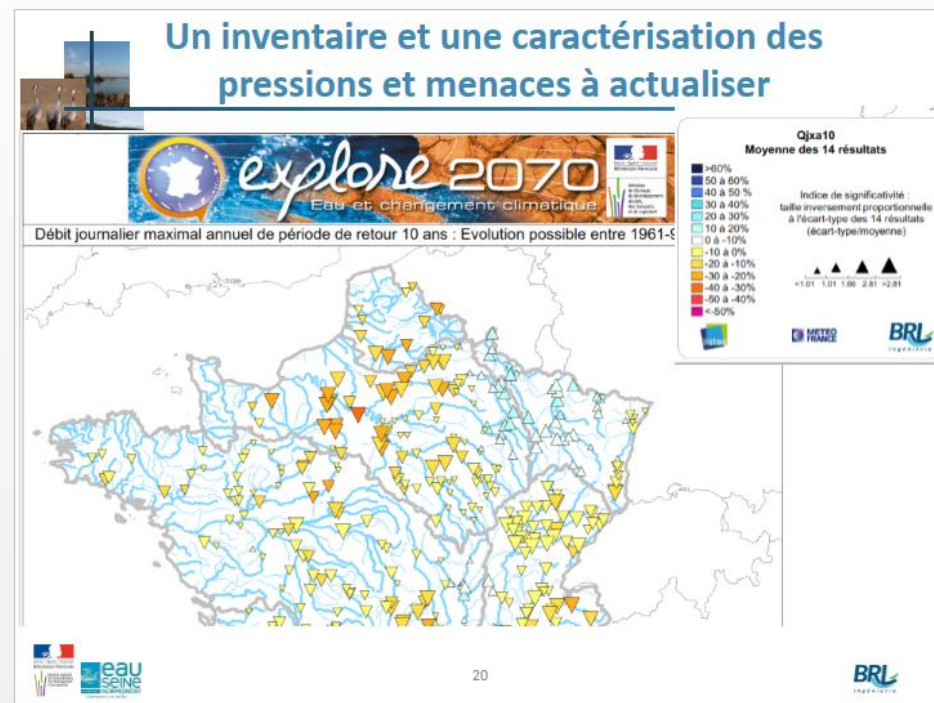 Un inventaire et une caractérisation des
pressions et menaces à actualiser
explore 2070
Eau et changement climatique
Débit journalier maximal annuel de période de retour 10 ans : Evolution possible entre 1961-9
Qjxa10
Moyenne des 14 résultats
>60%
50 à 60%
40 à 50 %
30 à 40%
20 à 30%
10 à 20%
0 à -10%
-10 à 0%
-20 à -10%
-30 à -20%
-40 à -30%
-50 à -40%
<-50%
Indice de significativité :
taille inversement proportionnelle
à l'écart-type des 14 résultats
(écart-type/moyenne)
<1.01 1.01 1.66 2.81 >2.81
METEO
FRANCE
BRL
Ingénierie
eau
SEINE
NORMANDIE
20
BRL
Ingénierie